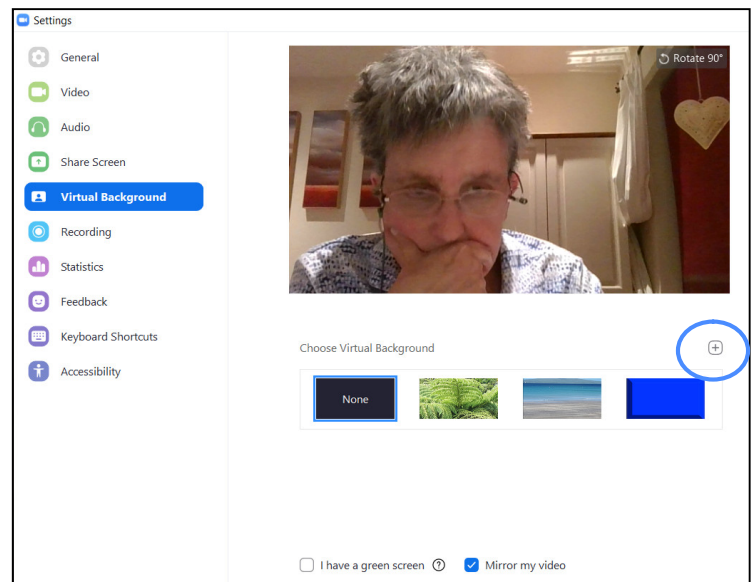 Settings
General
Video
Audio
Share Screen
Virtual Background
Recording
Statistics
Feedback
Keyboard Shortcuts
Accessibility
Rotate 90°
Choose Virtual Background
None
I have a green screen ?
Mirror my video